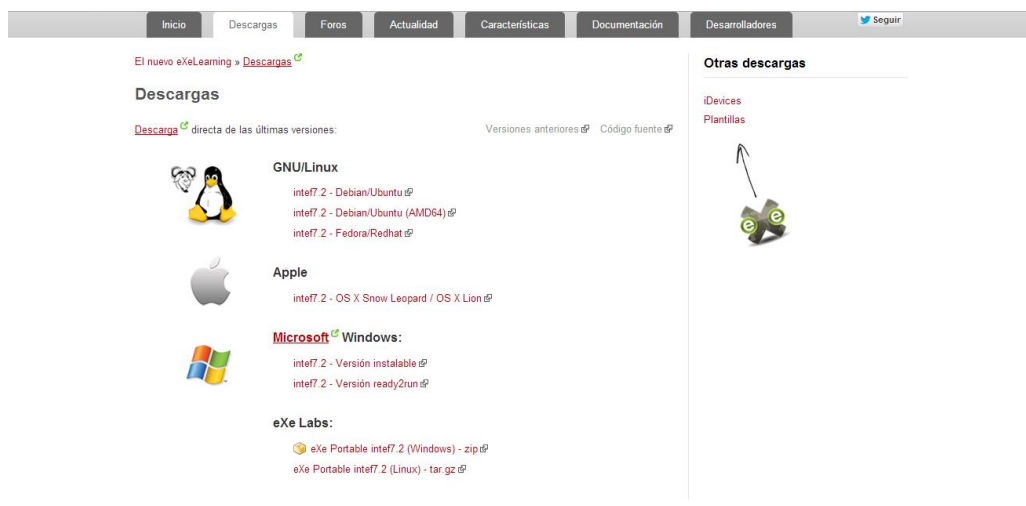 Inicio
Descargas
Foros
Actualidad
Características
Documentación
Desarrolladores
Seguir
El nuevo eXeLearning » Descargas
Descargas
Descarga directa de las últimas versiones:
Versiones anteriores
Código fuente
GNU/Linux
intef7.2 - Debian/Ubuntu
intef7.2 - Debian/Ubuntu (AMD64)
intef7.2 - Fedora/Redhat
Apple
intef7.2 - OS X Snow Leopard / OS X Lion
Microsoft Windows:
intef7.2 - Versión instalable
intef7.2 - Versión ready2run
eXe Labs:
eXe Portable intef7.2 (Windows) - zip
eXe Portable intef7.2 (Linux) - tar.gz
Otras descargas
iDevices
Plantillas
e e